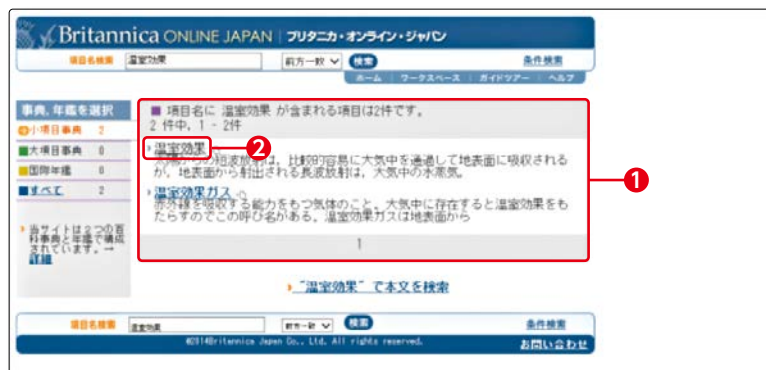 Britannica ONLINE JAPAN | ブリタニカ・オンライン・ジャパン
項目名検索 温室効果 前方一致 検索 条件検索
ホーム | ワークスペース | ガイドツアー | ヘルプ
事典、年鑑を選択
小項目事典 2
大項目事典 0
国際年鑑 0
すべて 2
当サイトは2つの百
科事典と年鑑で構成
されています。→
詳細
■ 項目名に 温室効果 が含まれる項目は2件です。
2 件中、1 - 2件
温室効果 2
太陽からの短波放射は、比較的容易に大気中を通過して地表面に吸収される
が、地表面から射出される長波放射は、大気中の水蒸気。
1
温室効果ガス
赤外線を吸収する能力をもつ気体のこと。大気中に存在すると温室効果をも
たらすのでこの呼び名がある。温室効果ガスは地表面から
1
"温室効果" で本文を検索
項目名検索 温室効果 前方一致 検索 条件検索
©2014Britannica Japan Co., Ltd. All rights reserved.
お問い合わせ